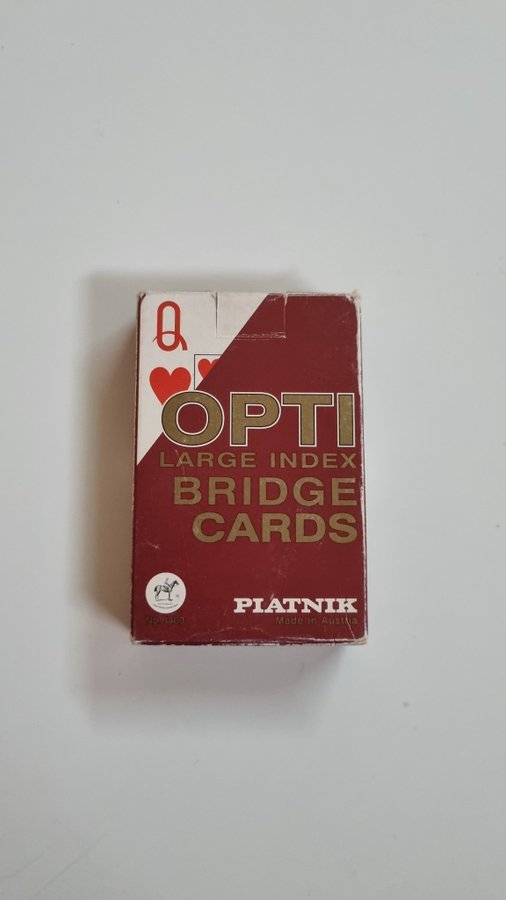 Q
OPTI
LARGE INDEX
BRIDGE
CARDS
PIATNIK
Made in Austria